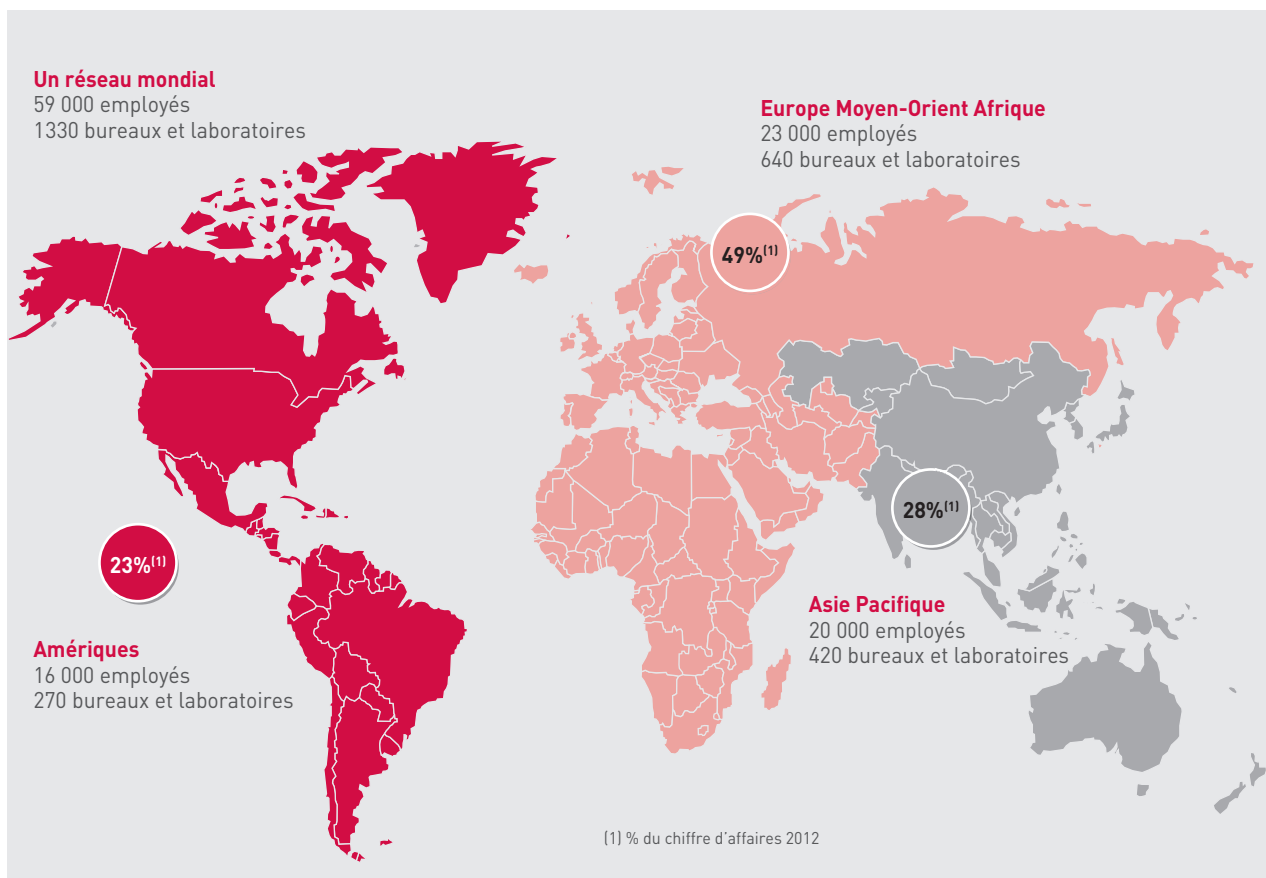 Un réseau mondial
59 000 employés
1330 bureaux et laboratoires
Europe Moyen-Orient Afrique
23 000 employés
640 bureaux et laboratoires
49%(1)
28%(1)
23%(1)
Asie Pacifique
20 000 employés
420 bureaux et laboratoires
Amériques
16 000 employés
270 bureaux et laboratoires
(1) % du chiffre d'affaires 2012